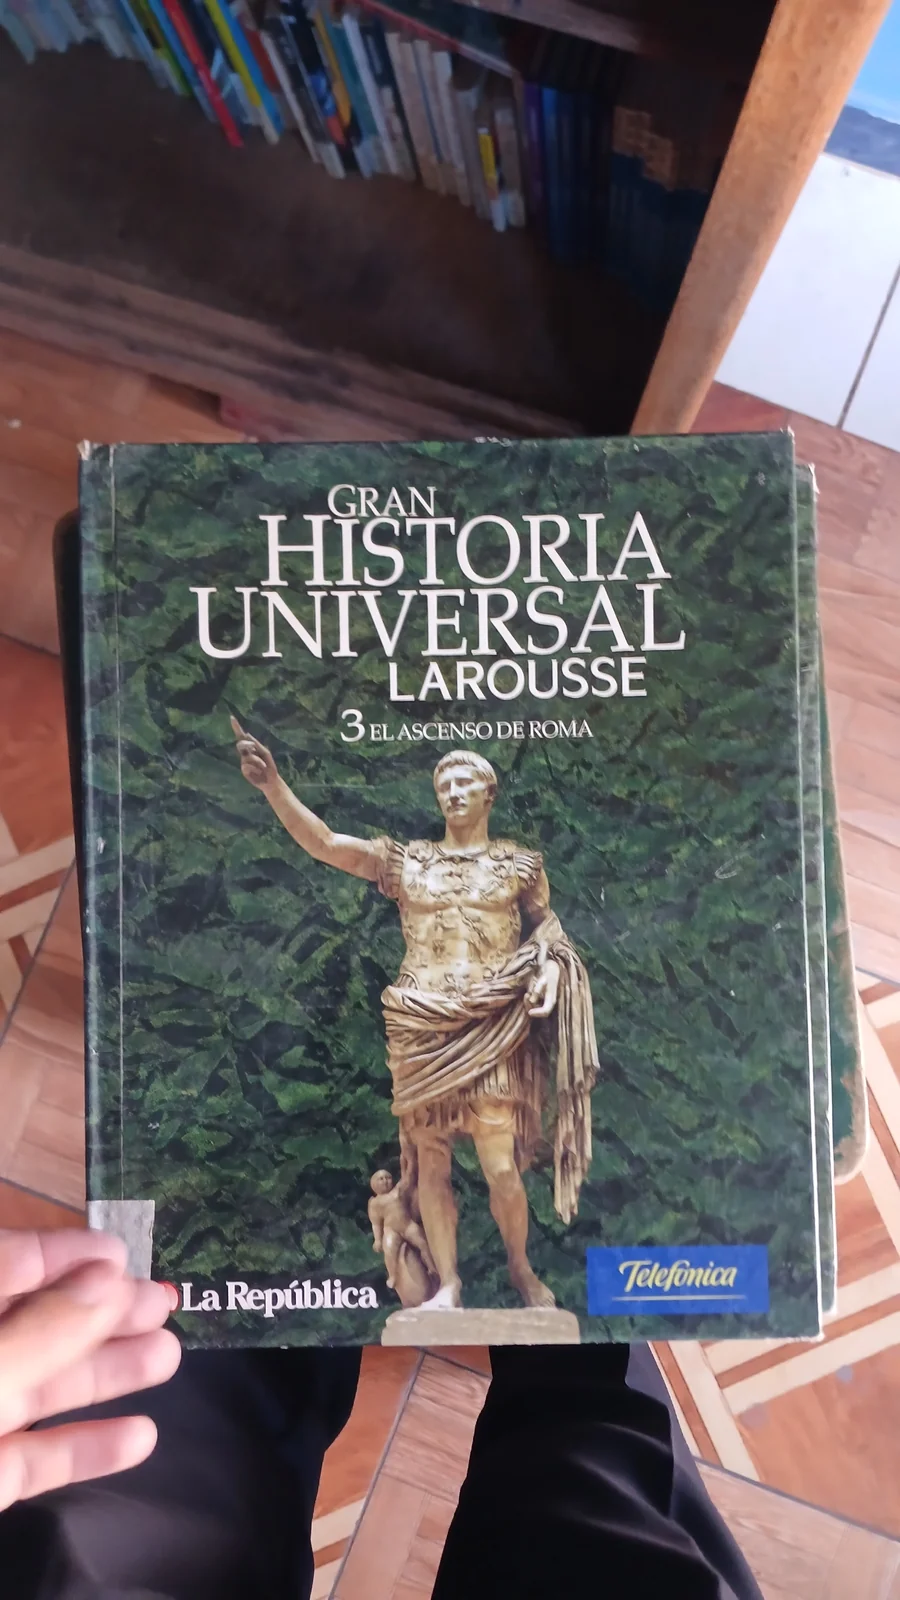 GRAN
HISTORIA
UNIVERSAL
LAROUSSE
3 EL ASCENSO DE ROMA
La República
Telefónica